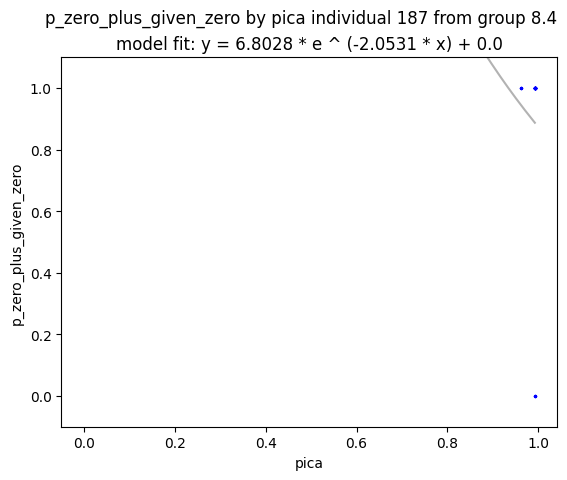 p_zero_plus_given_zero by pica individual 187 from group 8.4
model fit: y = 6.8028 * e ^ (-2.0531 * x) + 0.0
1.0
0.8
0.6
0.4
0.2
0.0
p_zero_plus_given_zero
0.0 0.2 0.4 0.6 0.8 1.0
pica